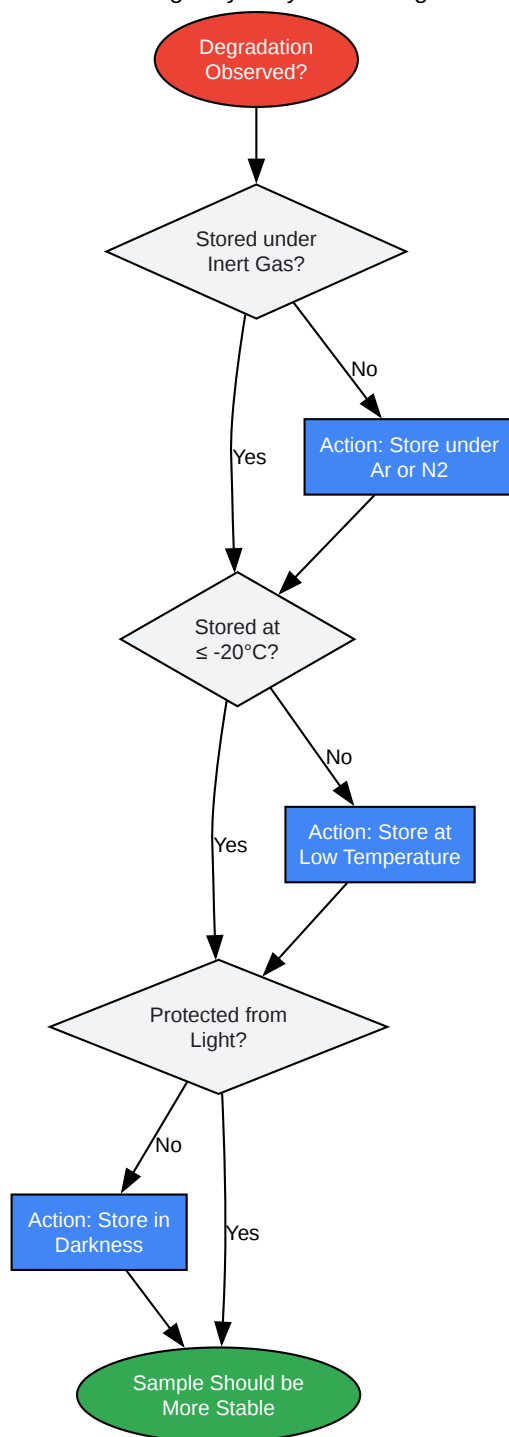 Degradation
Observed?
Stored under
Inert Gas?
No
Action: Store under
Ar or N2
Yes
Stored at
≤ -20°C?
No
Action: Store at
Low Temperature
Yes
Protected from
Light?
No
Action: Store in
Darkness
Yes
Sample Should be
More Stable